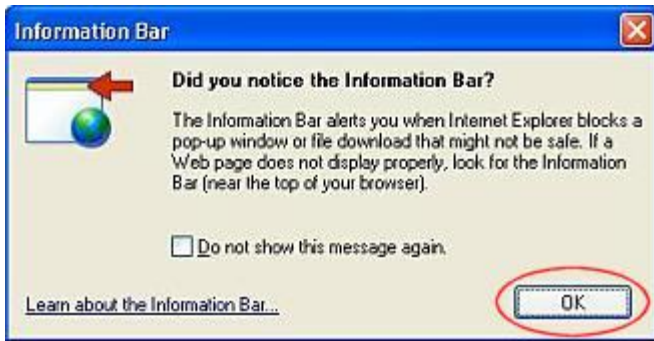 Information Bar
Did you notice the Information Bar?
The Information Bar alerts you when Internet Explorer blocks a
pop-up window or file download that might not be safe. If a
Web page does not display properly, look for the Information
Bar (near the top of your browser).
Do not show this message again.
Learn about the Information Bar...
OK